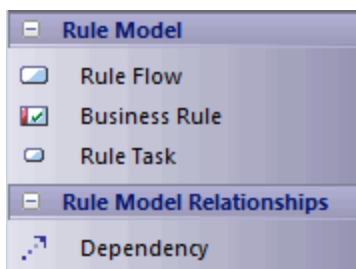 Rule Model
Rule Flow
Business Rule
Rule Task
Rule Model Relationships
Dependency